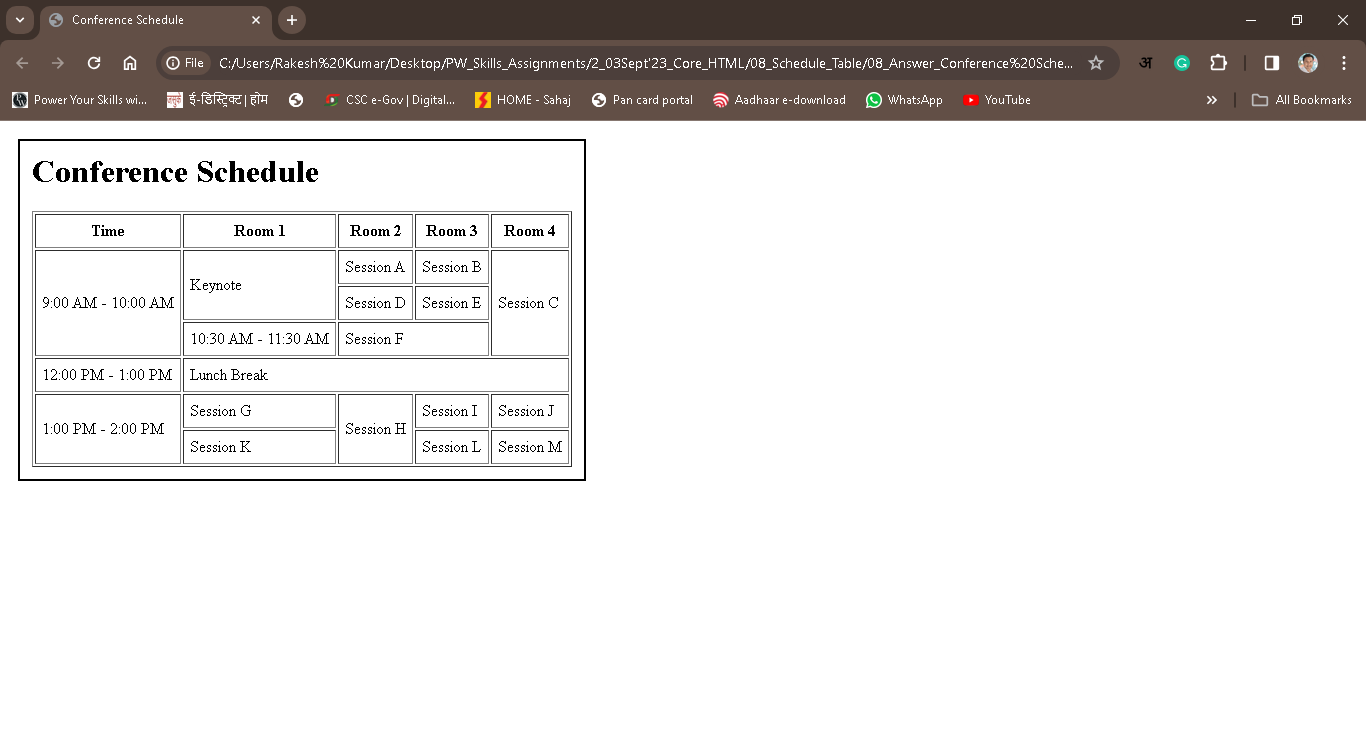 Conference Schedule
File C:/Users/Rakesh%20Kumar/Desktop/PW_Skills_Assignments/2_03Sept'23_Core_HTML/08_Schedule_Table/08_Answer_Conference%20Sche... अ G
Power Your Skills wi... ई-डिस्ट्रिक्ट | होम CSC e-Gov | Digital... HOME - Sahaj Pan card portal Aadhaar e-download WhatsApp YouTube » All Bookmarks
Conference Schedule
Time Room 1 Room 2 Room 3 Room 4
9:00 AM - 10:00 AM Keynote Session A Session B Session C
Session D Session E
10:30 AM - 11:30 AM Session F
12:00 PM - 1:00 PM Lunch Break
1:00 PM - 2:00 PM Session G Session H Session I Session J
Session K Session L Session M